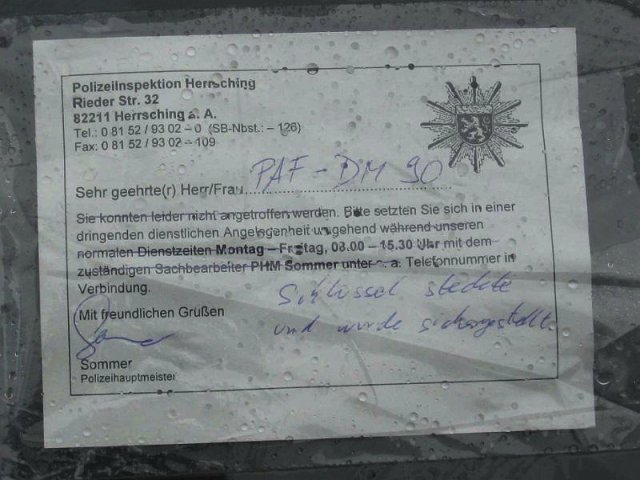 Polizeiinspektion Herrsching
Rieder Str. 32
82211 Herrsching a. A.
Tel.: 0 81 52 / 93 02 – 0 (SB-Nbst.: – 126)
Fax: 0 81 52 / 93 02 – 109
Sehr geehrte(r) Herr/Frau PAF - DM 90
Sie konnten leider nicht angetroffen werden. Bitte setzten Sie sich in einer
dringenden dienstlichen Angelegenheit umgehend während unseren
normalen Dienstzeiten Montag – Freitag, 08.00 – 15.30 Uhr mit dem
zuständigen Sachbearbeiter PHM Sommer unter o. a. Telefonnummer in
Verbindung.
Schlüssel steckte
Mit freundlichen Grüßen
und wurde sichergestellt.
Sommer
Polizeihauptmeister